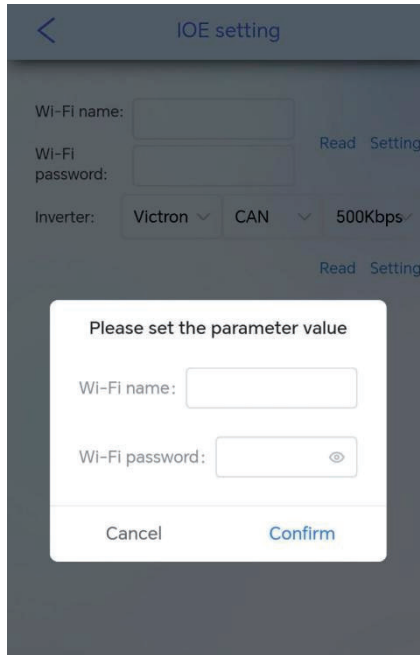 IOE setting
Wi-Fi name:
Read Setting
Wi-Fi
password:
Inverter: Victron CAN 500Kbps
Read Setting
Please set the parameter value
Wi-Fi name:
Wi-Fi password:
Cancel Confirm